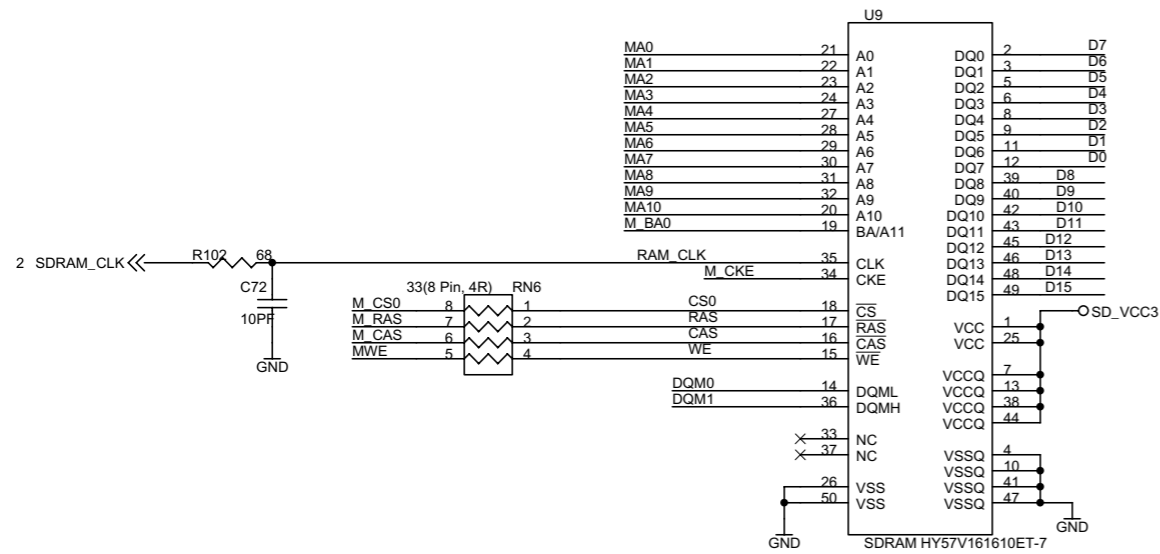 U9
MA0 21 A0 DQ0 2 D7
MA1 22 A1 DQ1 3 D6
MA2 23 A2 DQ2 5 D5
MA3 24 A3 DQ3 6 D4
MA4 27 A4 DQ4 8 D3
MA5 28 A5 DQ5 9 D2
MA6 29 A6 DQ6 11 D1
MA7 30 A7 DQ7 12 D0
MA8 31 A8 DQ8 39 D8
MA9 32 A9 DQ9 40 D9
MA10 20 A10 DQ10 42 D10
M_BA0 19 BA/A11 DQ11 43 D11
DQ12 45 D12
2 SDRAM_CLK R102 68 RAM_CLK 35 CLK DQ13 46 D13
M_CKE 34 CKE DQ14 48 D14
DQ15 49 D15
C72
10PF
GND
33(8 Pin, 4R) RN6
M_CS0 8 1 CS0 18 CS
M_RAS 7 2 RAS 17 RAS VCC 1
M_CAS 6 3 CAS 16 CAS VCC 25
MWE 5 4 WE 15 WE
SD_VCC3
VCCQ 7
DQM0 14 DQML VCCQ 13
DQM1 36 DQMH VCCQ 38
VCCQ 44
33 NC
37 NC VSSQ 4
VSSQ 10
26 VSS VSSQ 41
50 VSS VSSQ 47
GND
GND
SDRAM HY57V161610ET-7